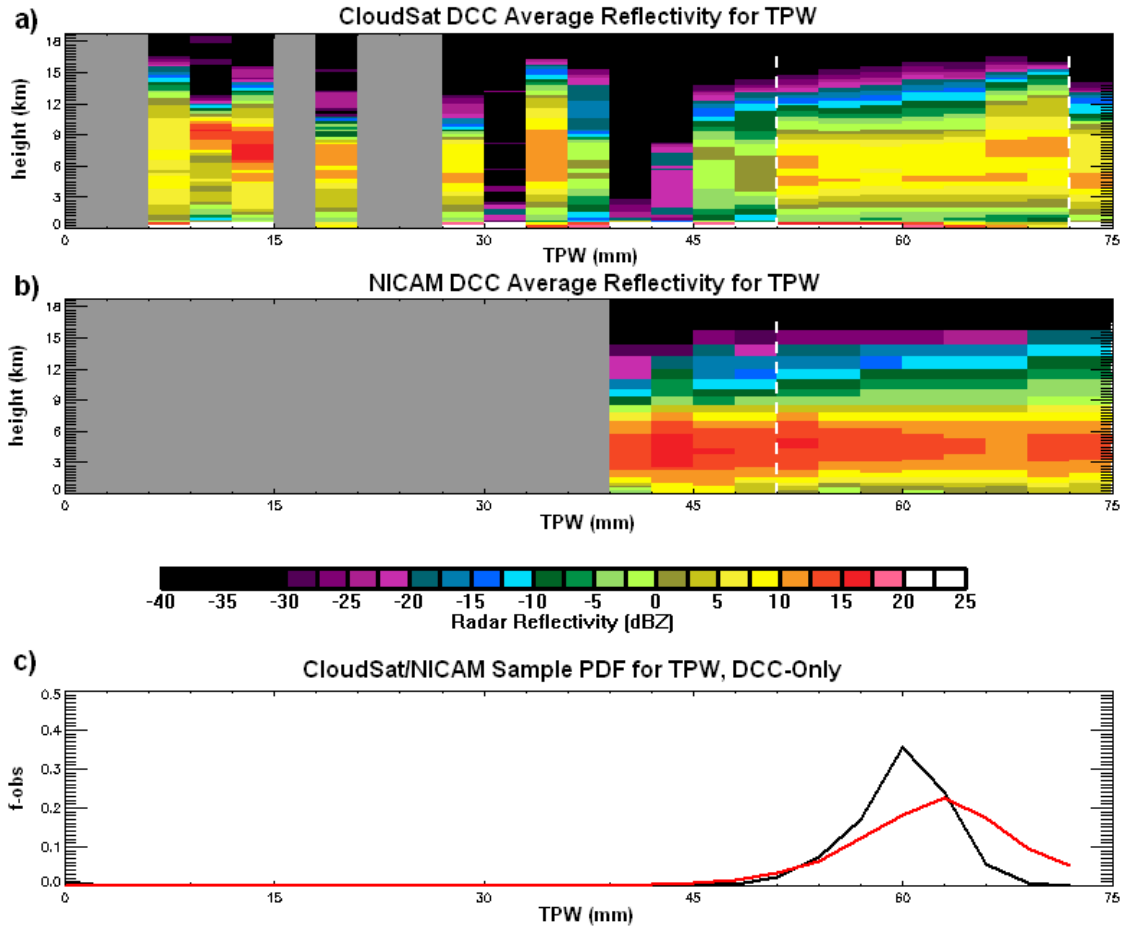 a)
CloudSat DCC Average Reflectivity for TPW
height (km)
18
15
12
9
6
3
0
0 15 30 45 60 75
TPW (mm)
b)
NICAM DCC Average Reflectivity for TPW
height (km)
18
15
12
9
6
3
0
0 15 30 45 60 75
TPW (mm)
-40 -35 -30 -25 -20 -15 -10 -5 0 5 10 15 20 25
Radar Reflectivity (dBZ)
c)
CloudSat/NICAM Sample PDF for TPW, DCC-Only
f-obs
0.5
0.4
0.3
0.2
0.1
0.0
0 15 30 45 60 75
TPW (mm)